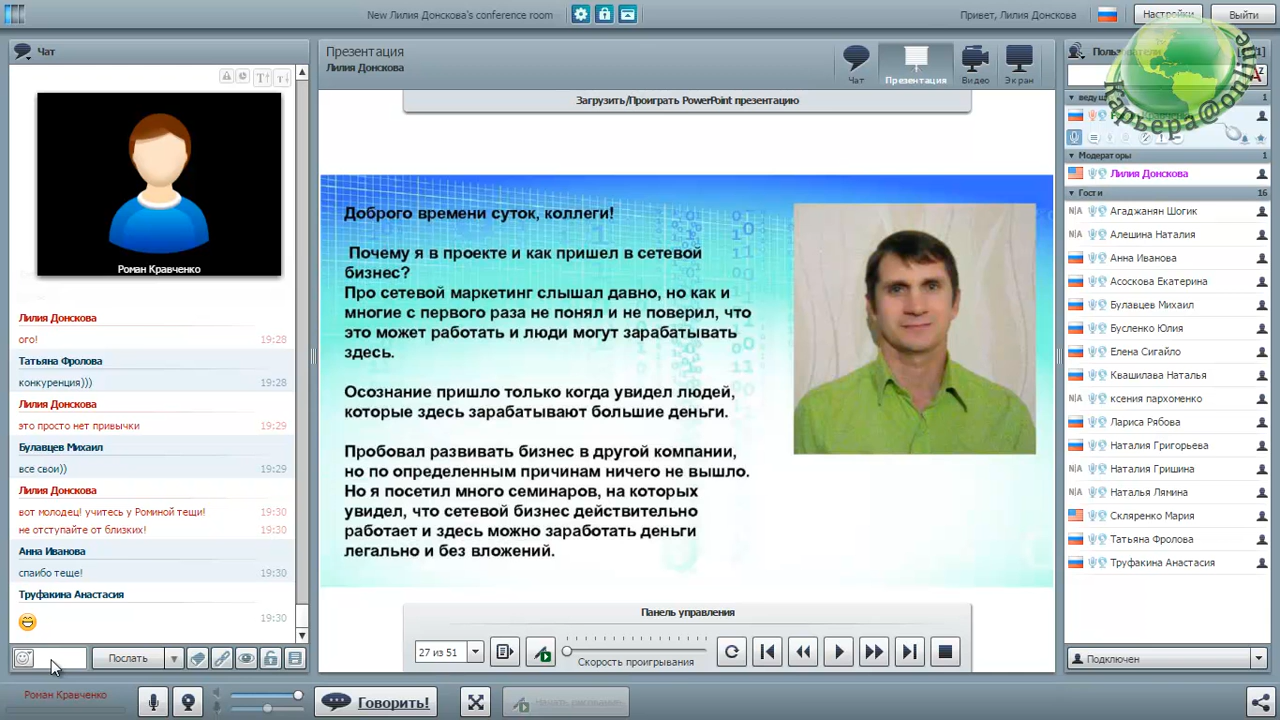 New Лилия Донскова's conference room
Привет, Лилия Донскова
Настройки
Выйти
Чат
Роман Кравченко
Лилия Донскова
ого! 19:28
Татьяна Фролова
конкуренция))) 19:28
Лилия Донскова
это просто нет привычки 19:29
Булавцев Михаил
все свои)) 19:29
Лилия Донскова
вот молодец! учитесь у Роминой тещи! 19:30
не отступайте от близких! 19:30
Анна Иванова
спаибо теще! 19:30
Труфакина Анастасия
19:30
Послать
Роман Кравченко
Говорить!
Презентация
Лилия Донскова
Чат
Презентация
Видео
Экран
Загрузить/Проиграть PowerPoint презентацию
Доброго времени суток, коллеги!
Почему я в проекте и как пришел в сетевой
бизнес?
Про сетевой маркетинг слышал давно, но как и
многие с первого раза не понял и не поверил, что
это может работать и люди могут зарабатывать
здесь.
Осознание пришло только когда увидел людей,
которые здесь зарабатывают большие деньги.
Пробовал развивать бизнес в другой компании,
но по определенным причинам ничего не вышло.
Но я посетил много семинаров, на которых
увидел, что сетевой бизнес действительно
работает и здесь можно заработать деньги
легально и без вложений.
Панель управления
27 из 51
Скорость проигрывания
карьера@online
1
Модераторы 1
Лилия Донскова
Гости 16
N/A Агаджанян Шогик
N/A Алешина Наталия
Анна Иванова
Асоскова Екатерина
Булавцев Михаил
Бусленко Юлия
Елена Сигайло
Квашилава Наталья
N/A ксения пархоменко
Лариса Рябова
Наталия Григорьева
N/A Наталия Гришина
N/A Наталья Лямина
Скляренко Мария
Татьяна Фролова
Труфакина Анастасия
Подключен